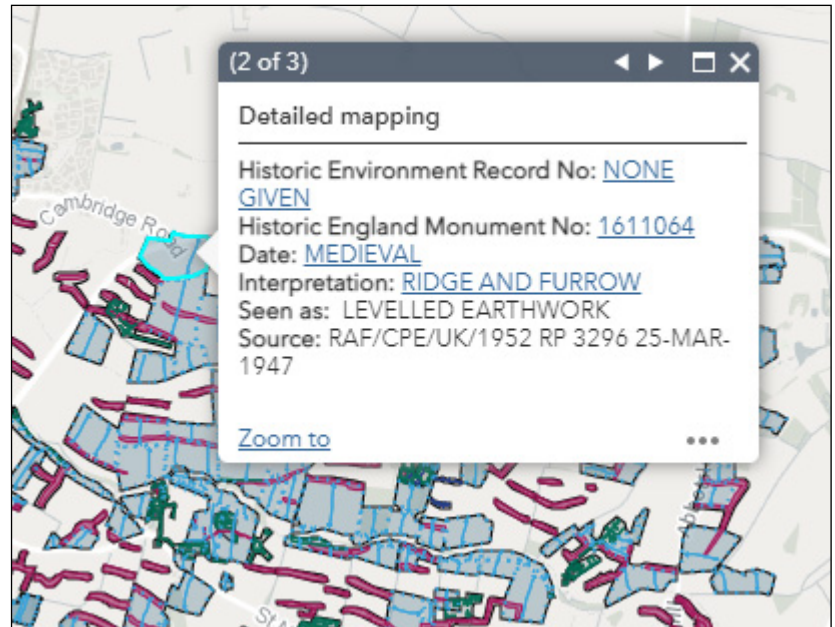 (2 of 3)
Detailed mapping
Historic Environment Record No: NONE
GIVEN
Historic England Monument No: 1611064
Date: MEDIEVAL
Interpretation: RIDGE AND FURROW
Seen as: LEVELLED EARTHWORK
Source: RAF/CPE/UK/1952 RP 3296 25-MAR-
1947
Zoom to
Cambridge Road